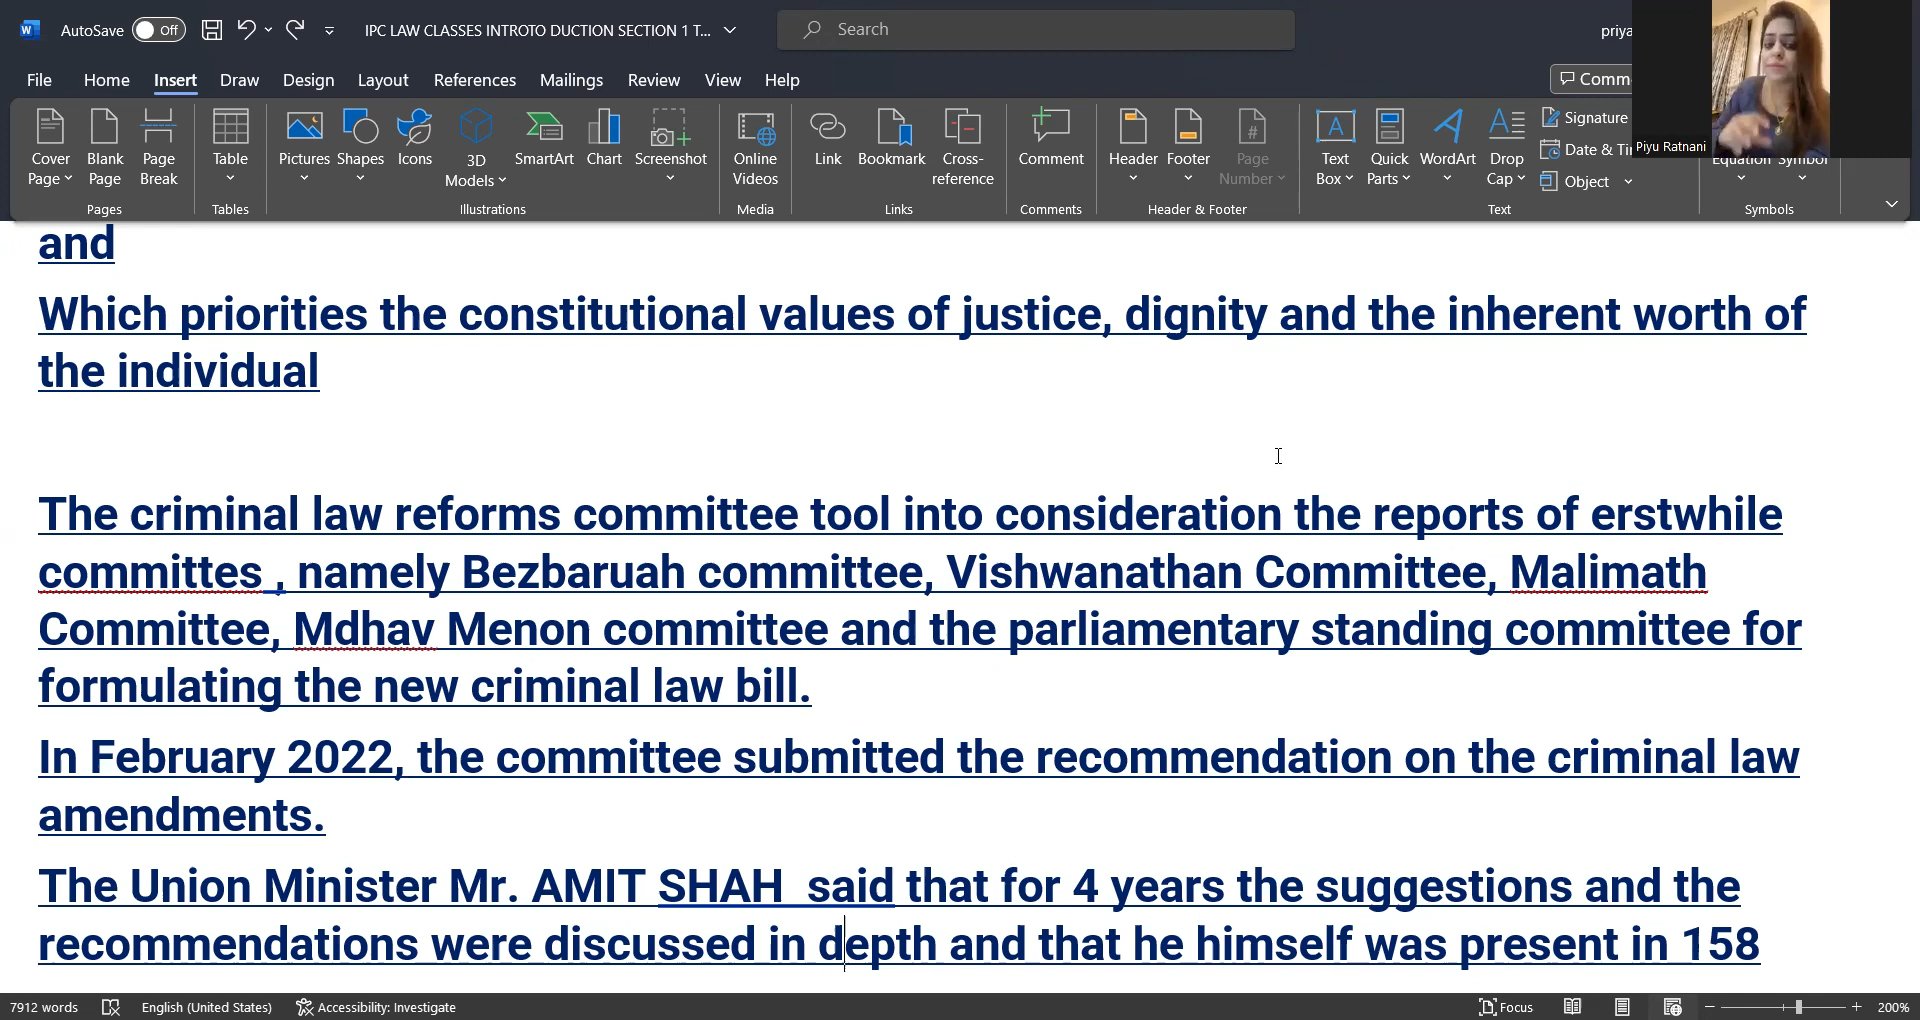 AutoSave Off IPC LAW CLASSES INTROTO DUCTION SECTION 1 T... Search priya
File Home Insert Draw Design Layout References Mailings Review View Help Comm
Cover Page Blank Page Page Break Table Pictures Shapes Icons 3D Models SmartArt Chart Screenshot Online Videos Link Bookmark Cross-reference Comment Header Footer Page Number Text Box Quick Parts WordArt Drop Cap Signature Date & Ti Object Equation Symbol
Piyu Ratnani
Pages Tables Illustrations Media Links Comments Header & Footer Text Symbols
and
Which priorities the constitutional values of justice, dignity and the inherent worth of
the individual
The criminal law reforms committee tool into consideration the reports of erstwhile
committes , namely Bezbaruah committee, Vishwanathan Committee, Malimath
Committee, Mdhav Menon committee and the parliamentary standing committee for
formulating the new criminal law bill.
In February 2022, the committee submitted the recommendation on the criminal law
amendments.
The Union Minister Mr. AMIT SHAH  said that for 4 years the suggestions and the
recommendations were discussed in depth and that he himself was present in 158
7912 words English (United States) Accessibility: Investigate Focus 200%